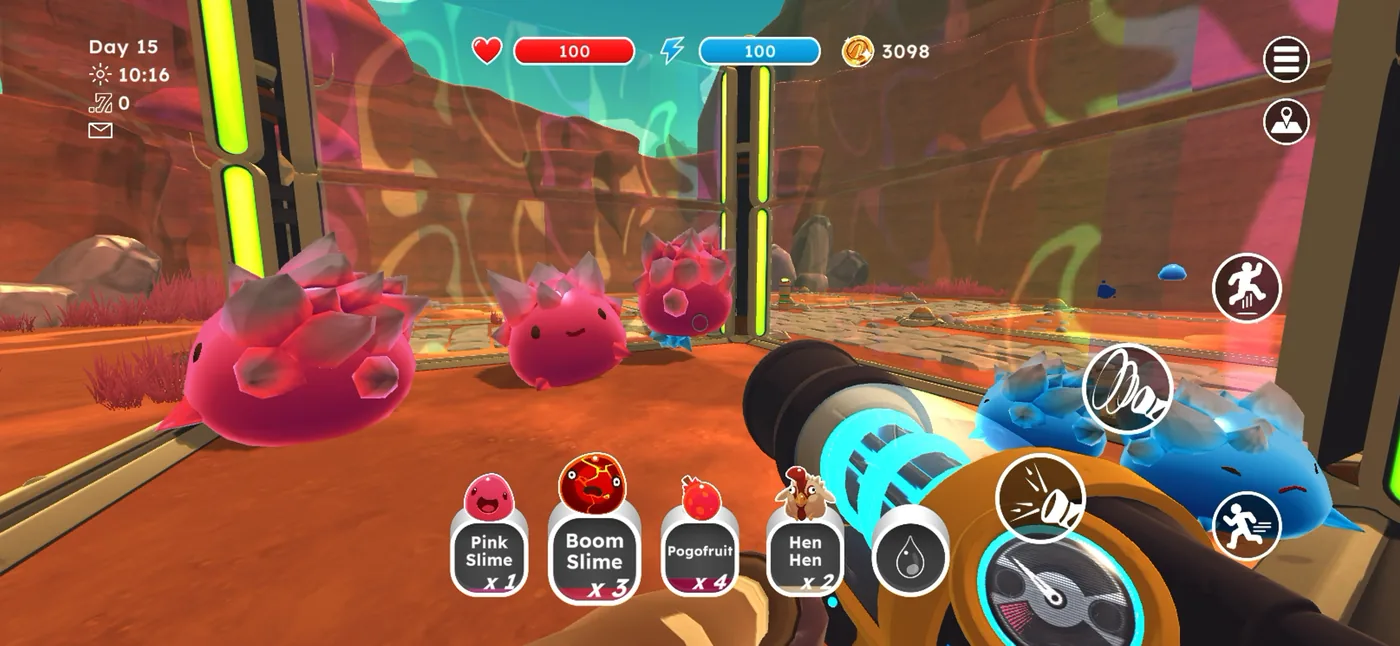 Day 15
10:16
0
100
100
3098
Pink
Slime
x 1
Boom
Slime
x 3
Pogofruit
x 4
Hen
Hen
x 2